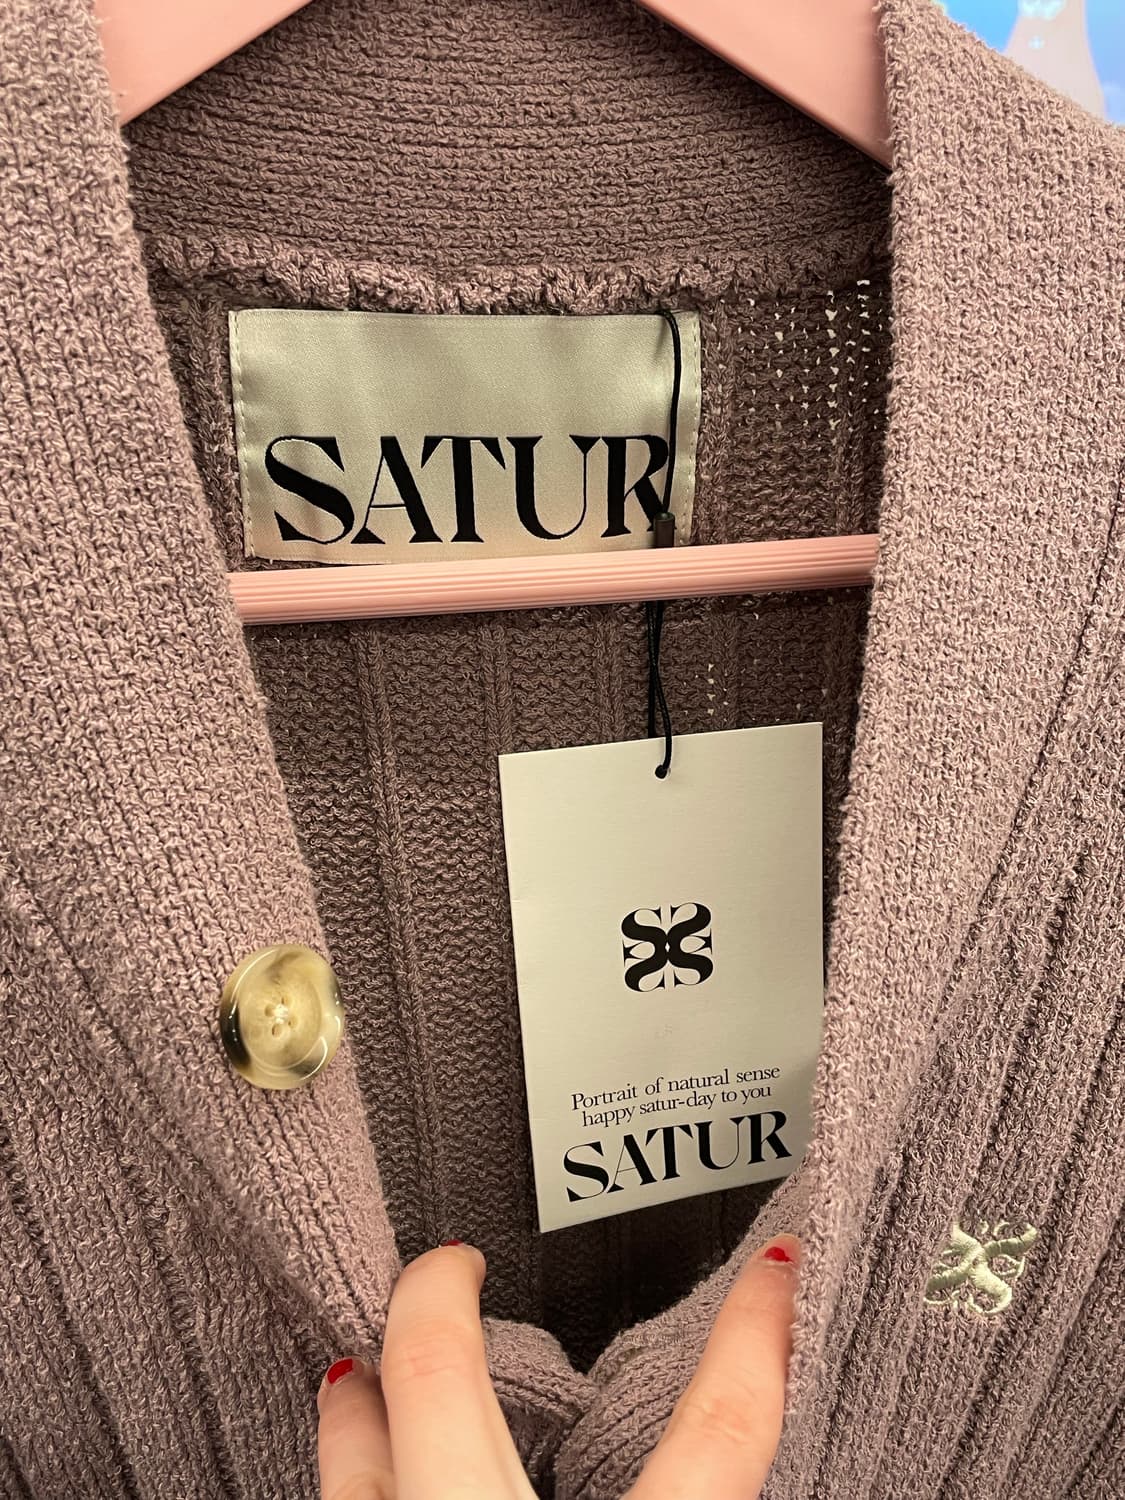 SATUR
Portrait of natural sense
happy satur-day to you
SATUR